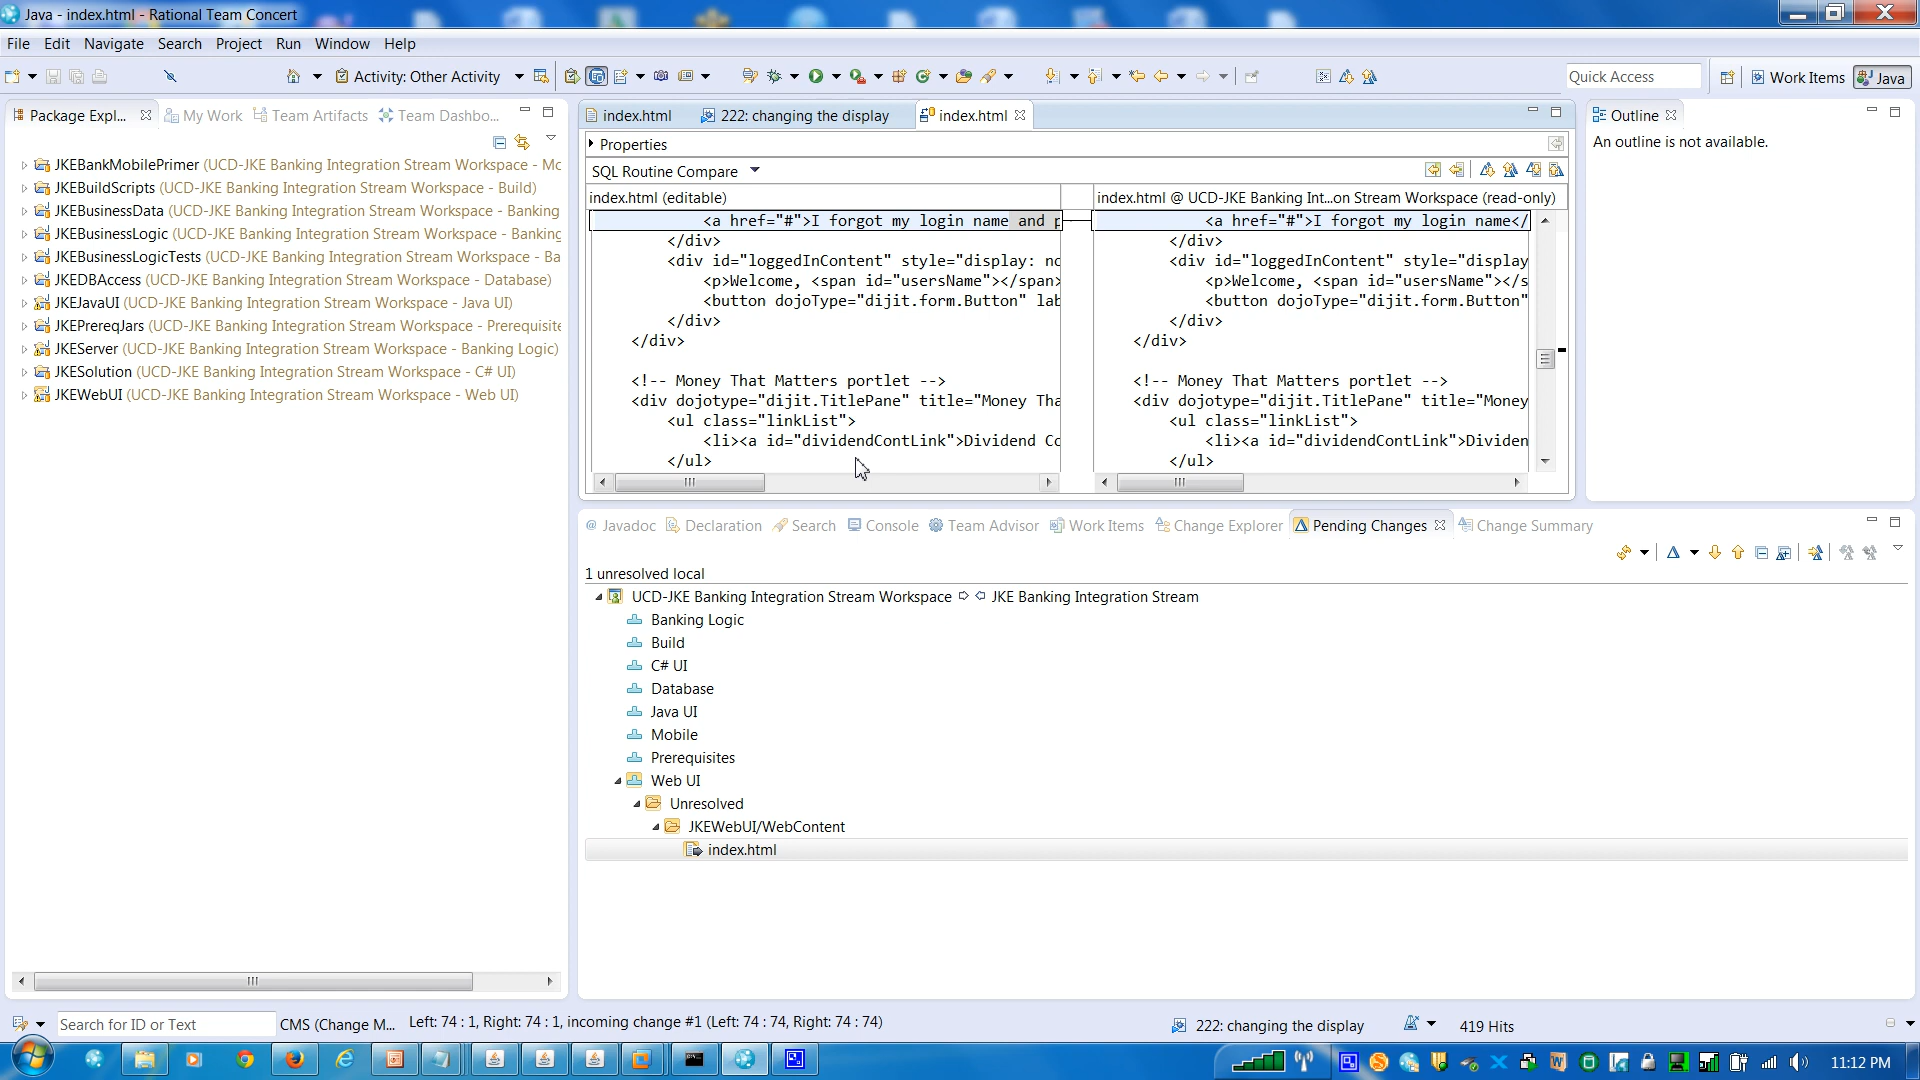 Java - index.html - Rational Team Concert
File Edit Navigate Search Project Run Window Help
Activity: Other Activity
Quick Access
Work Items
Java
Package Expl...
My Work
Team Artifacts
Team Dashbo...
JKEBankMobilePrimer (UCD-JKE Banking Integration Stream Workspace - Mo
JKEBuildScripts (UCD-JKE Banking Integration Stream Workspace - Build)
JKEBusinessData (UCD-JKE Banking Integration Stream Workspace - Banking
JKEBusinessLogic (UCD-JKE Banking Integration Stream Workspace - Banking
JKEBusinessLogicTests (UCD-JKE Banking Integration Stream Workspace - Ba
JKEDBAccess (UCD-JKE Banking Integration Stream Workspace - Database)
JKEJavaUI (UCD-JKE Banking Integration Stream Workspace - Java UI)
JKEPrereqJars (UCD-JKE Banking Integration Stream Workspace - Prerequisite
JKEServer (UCD-JKE Banking Integration Stream Workspace - Banking Logic)
JKESolution (UCD-JKE Banking Integration Stream Workspace - C# UI)
JKEWebUI (UCD-JKE Banking Integration Stream Workspace - Web UI)
index.html
222: changing the display
index.html
Properties
SQL Routine Compare
index.html (editable)
<a href="#">I forgot my login name and p
</div>
<div id="loggedInContent" style="display: no
<p>Welcome, <span id="usersName"></span>
<button dojoType="dijit.form.Button" lab
</div>
</div>
<!-- Money That Matters portlet -->
<div dojotype="dijit.TitlePane" title="Money Tha
<ul class="linkList">
<li><a id="dividendContLink">Dividend Co
</ul>
index.html @ UCD-JKE Banking Int...on Stream Workspace (read-only)
<a href="#">I forgot my login name</
</div>
<div id="loggedInContent" style="display
<p>Welcome, <span id="usersName"></s
<button dojoType="dijit.form.Button"
</div>
</div>
<!-- Money That Matters portlet -->
<div dojotype="dijit.TitlePane" title="Money
<ul class="linkList">
<li><a id="dividendContLink">Dividen
</ul>
Outline
An outline is not available.
@ Javadoc
Declaration
Search
Console
Team Advisor
Work Items
Change Explorer
Pending Changes
Change Summary
1 unresolved local
UCD-JKE Banking Integration Stream Workspace
JKE Banking Integration Stream
Banking Logic
Build
C# UI
Database
Java UI
Mobile
Prerequisites
Web UI
Unresolved
JKEWebUI/WebContent
index.html
Search for ID or Text
CMS (Change M...
Left: 74 : 1, Right: 74 : 1, incoming change #1 (Left: 74 : 74, Right: 74 : 74)
222: changing the display
419 Hits
11:12 PM